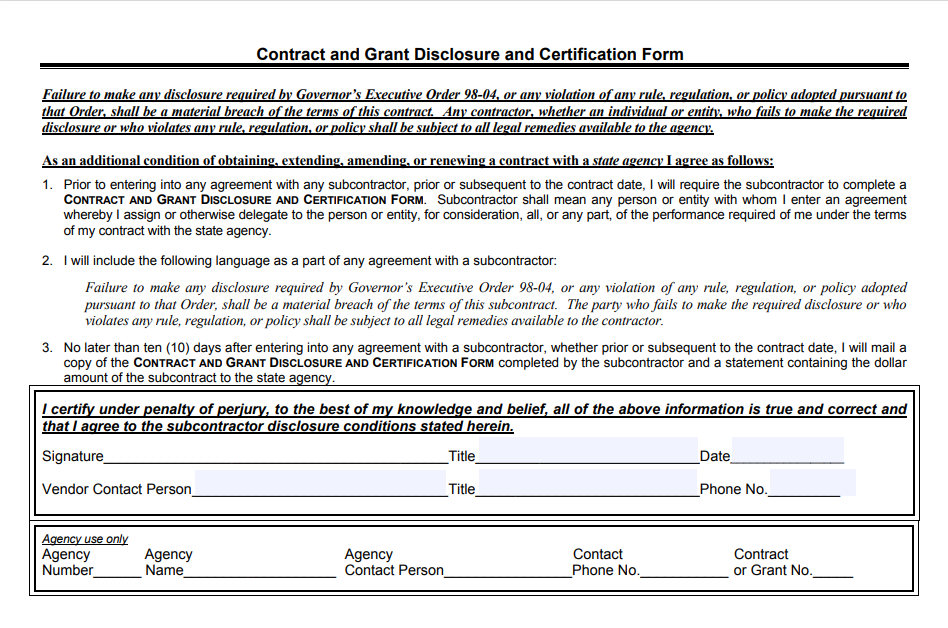 Contract and Grant Disclosure and Certification Form
Failure to make any disclosure required by Governor's Executive Order 98-04, or any violation of any rule, regulation, or policy adopted pursuant to
that Order, shall be a material breach of the terms of this contract. Any contractor, whether an individual or entity, who fails to make the required
disclosure or who violates any rule, regulation, or policy shall be subject to all legal remedies available to the agency.
As an additional condition of obtaining, extending, amending, or renewing a contract with a state agency I agree as follows:
1. Prior to entering into any agreement with any subcontractor, prior or subsequent to the contract date, I will require the subcontractor to complete a
CONTRACT AND GRANT DISCLOSURE AND CERTIFICATION FORM. Subcontractor shall mean any person or entity with whom I enter an agreement
whereby I assign or otherwise delegate to the person or entity, for consideration, all, or any part, of the performance required of me under the terms
of my contract with the state agency.
2. I will include the following language as a part of any agreement with a subcontractor:
Failure to make any disclosure required by Governor's Executive Order 98-04, or any violation of any rule, regulation, or policy adopted
pursuant to that Order, shall be a material breach of the terms of this subcontract. The party who fails to make the required disclosure or who
violates any rule, regulation, or policy shall be subject to all legal remedies available to the contractor.
3. No later than ten (10) days after entering into any agreement with a subcontractor, whether prior or subsequent to the contract date, I will mail a
copy of the CONTRACT AND GRANT DISCLOSURE AND CERTIFICATION FORM completed by the subcontractor and a statement containing the dollar
amount of the subcontract to the state agency.
I certify under penalty of perjury, to the best of my knowledge and belief, all of the above information is true and correct and
that I agree to the subcontractor disclosure conditions stated herein.
Signature Title Date
Vendor Contact Person Title Phone No.
Agency use only
Agency Agency Agency Contact Contract
Number Name Contact Person Phone No. or Grant No.